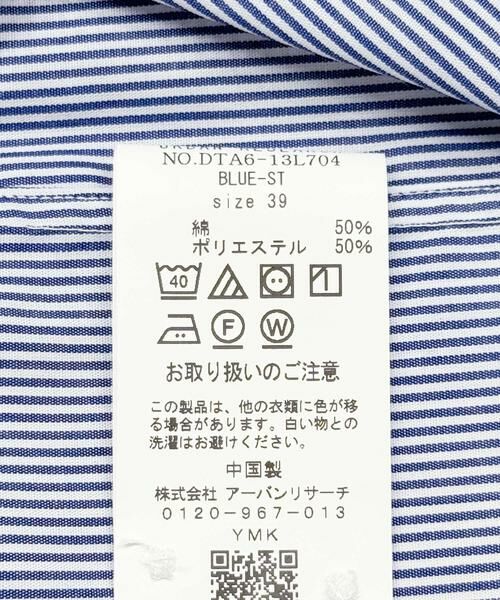 NO.DTA6-13L704
BLUE-ST
size 39
綿 50%
ポリエステル 50%
40
F W
お取り扱いのご注意
この製品は、他の衣類に色が移
る場合があります。白い物との
洗濯はお避けください。
中国製
株式会社 アーバンリサーチ
0120-967-013
YMK